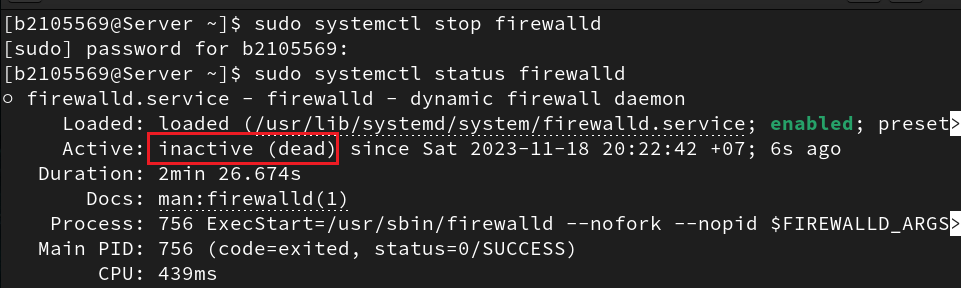 [b2105569@Server ~]$ sudo systemctl stop firewalld
[sudo] password for b2105569:
[b2105569@Server ~]$ sudo systemctl status firewalld
○ firewalld.service - firewalld - dynamic firewall daemon
Loaded: loaded (/usr/lib/systemd/system/firewalld.service; enabled; preset>
Active: inactive (dead) since Sat 2023-11-18 20:22:42 +07; 6s ago
Duration: 2min 26.674s
Docs: man:firewalld(1)
Process: 756 ExecStart=/usr/sbin/firewalld --nofork --nopid $FIREWALLD_ARGS>
Main PID: 756 (code=exited, status=0/SUCCESS)
CPU: 439ms